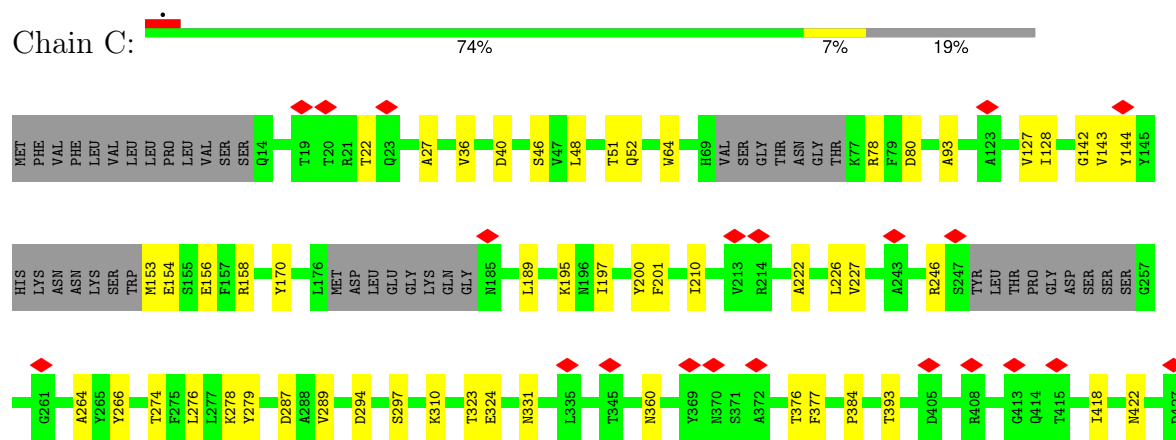 Chain C:
74% 7% 19%
MET PHE VAL PHE LEU VAL LEU LEU PRO LEU VAL SER SER Q14 T19 T20 R21 T22 Q23 A27 V36 D40 S46 V47 L48 T51 Q52 W64 H69 VAL SER GLY THR ASN GLY THR K77 R78 F79 D80 A93 A123 V127 I128 G142 V143 Y144 Y145
HIS LYS ASN ASN LYS SER TRP M153 E154 S155 E156 F157 R158 Y170 L176 MET ASP LEU GLU GLY LYS GLN GLY N185 L189 K195 N196 I197 Y200 F201 I210 V213 R214 A222 L226 V227 A243 R246 S247 TYR LEU THR PRO GLY ASP SER SER SER G257
G261 A264 Y265 Y266 T274 F275 L276 L277 K278 Y279 D287 A288 V289 D294 S297 K310 T323 E324 N331 L335 T345 N360 Y369 N370 S371 A372 T376 F377 P384 T393 D405 R408 G413 Q414 T415 I418 N422